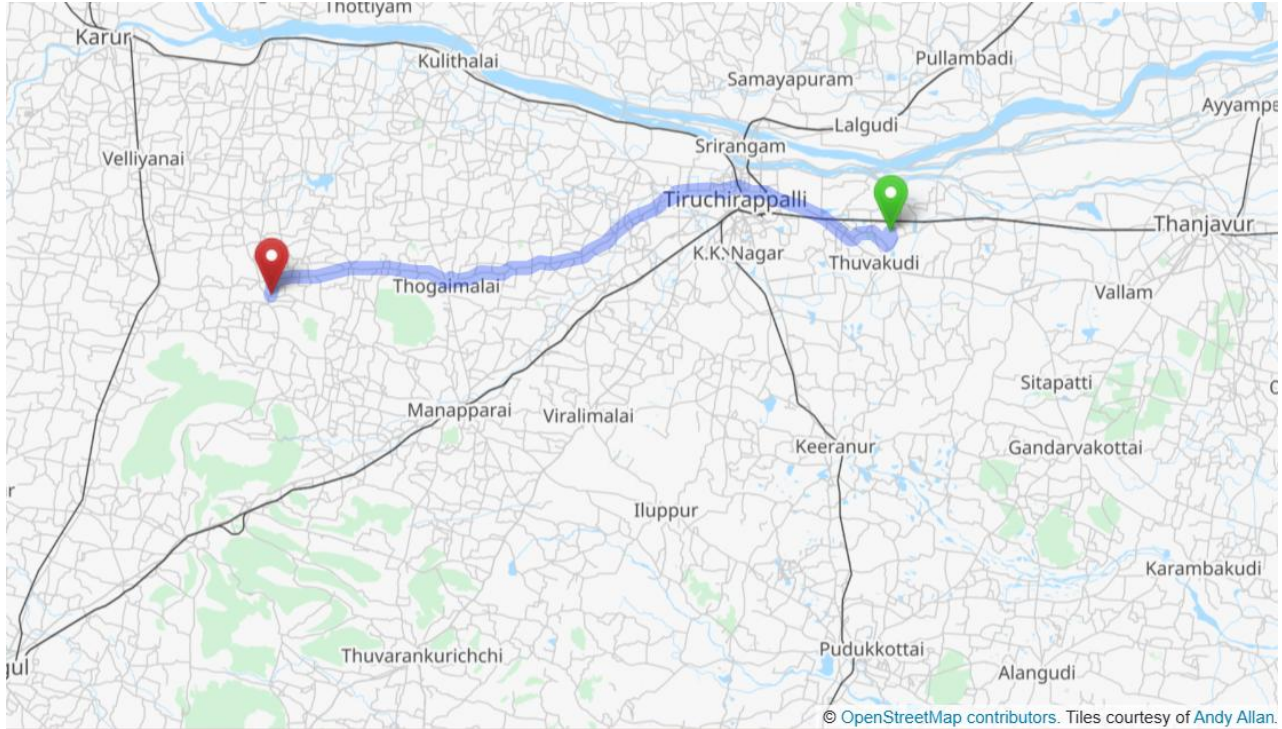 Thottiyam
Karur
Kulithalai
Pullambadi
Samayapuram
Ayyampe
Lalgudi
Srirangam
Velliyanai
Tiruchirappalli
Thanjavur
K.K. Nagar
Thuvakudi
Thogaimalai
Vallam
Sitapatti
Manapparai
Viralimalai
Keeranur
Gandarvakottai
r
Iluppur
Karambakudi
Thuvarankurichchi
Pudukkottai
gul
Alangudi
© OpenStreetMap contributors. Tiles courtesy of Andy Allan.